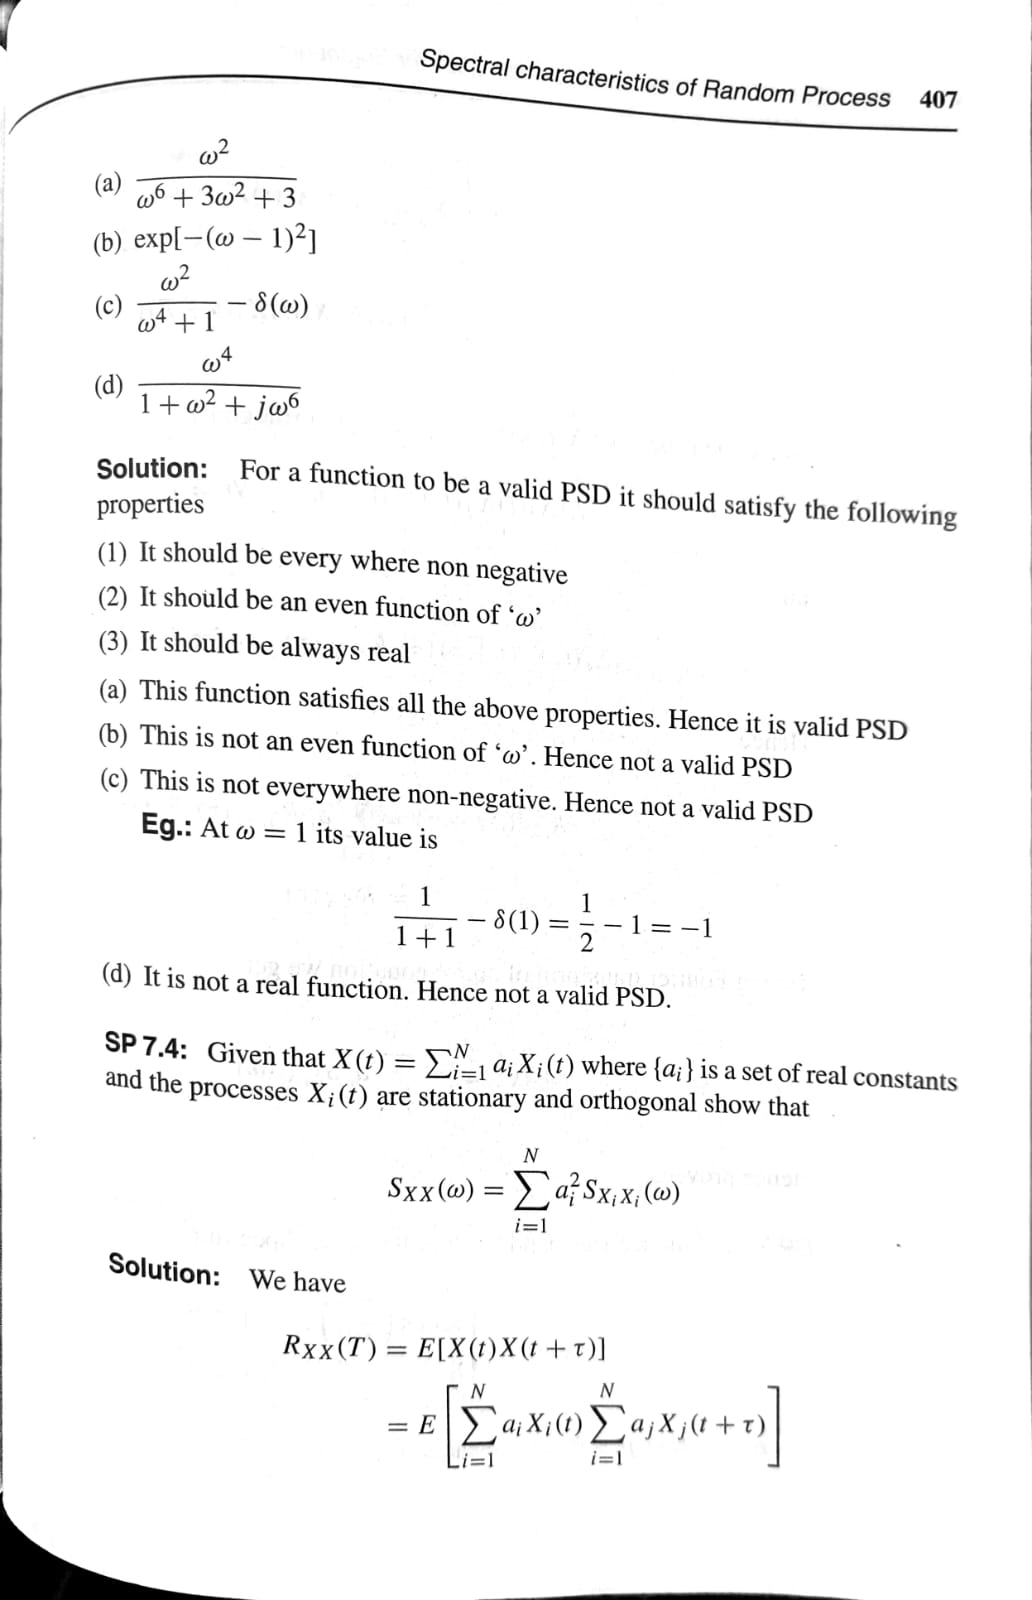 Spectral characteristics of Random Process 407
(a) ω²/(ω⁶ + 3ω² + 3)
(b) exp[−(ω − 1)²]
(c) ω²/(ω⁴ + 1) − δ(ω)
(d) ω⁴/(1 + ω² + jω⁶)
Solution: For a function to be a valid PSD it should satisfy the following
properties
(1) It should be every where non negative
(2) It should be an even function of ‘ω’
(3) It should be always real
(a) This function satisfies all the above properties. Hence it is valid PSD
(b) This is not an even function of ‘ω’. Hence not a valid PSD
(c) This is not everywhere non-negative. Hence not a valid PSD
Eg.: At ω = 1 its value is
1/(1 + 1) − δ(1) = 1/2 − 1 = −1
(d) It is not a real function. Hence not a valid PSD.
SP 7.4: Given that X(t) = ∑_{i=1}^{N} a_i X_i(t) where {a_i} is a set of real constants
and the processes X_i(t) are stationary and orthogonal show that
S_{XX}(ω) = ∑_{i=1}^{N} a_i² S_{X_i X_i}(ω)
Solution: We have
R_{XX}(T) = E[X(t)X(t + τ)]
= E[∑_{i=1}^{N} a_i X_i(t) ∑_{i=1}^{N} a_j X_j(t + τ)]